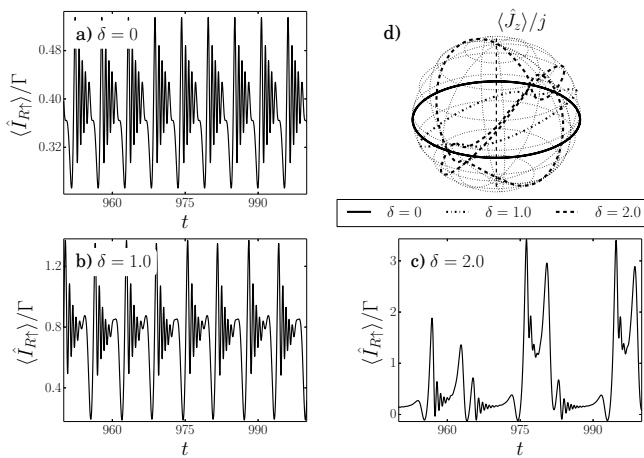 a) δ = 0
⟨Î_{R↑}⟩/Γ
0.48
0.40
0.32
960
975
990
t
d)
⟨Ĵ_z⟩/j
δ = 0
δ = 1.0
δ = 2.0
b) δ = 1.0
⟨Î_{R↑}⟩/Γ
1.2
0.8
0.4
960
975
990
t
c) δ = 2.0
⟨Î_{R↑}⟩/Γ
3
2
1
0
960
975
990
t